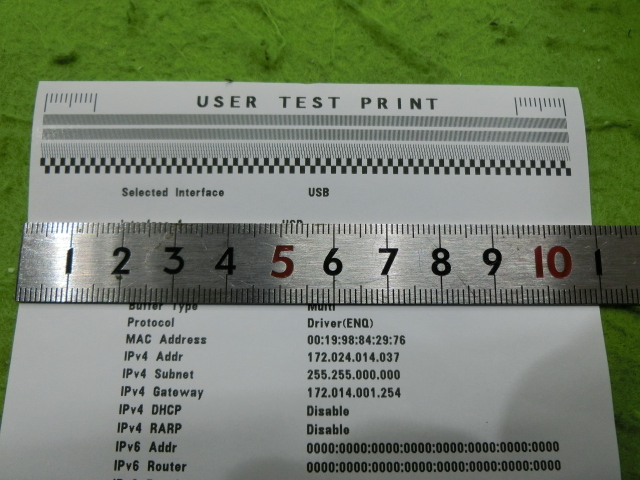 USER TEST PRINT
Selected Interface USB
1 2 3 4 5 6 7 8 9 10 1
Buffer Type Multi
Protocol Driver(ENQ)
MAC Address 00:19:98:84:29:76
IPv4 Addr 172.024.014.037
IPv4 Subnet 255.255.000.000
IPv4 Gateway 172.014.001.254
IPv4 DHCP Disable
IPv4 RARP Disable
IPv6 Addr 0000:0000:0000:0000:0000:0000:0000:0000
IPv6 Router 0000:0000:0000:0000:0000:0000:0000:0000